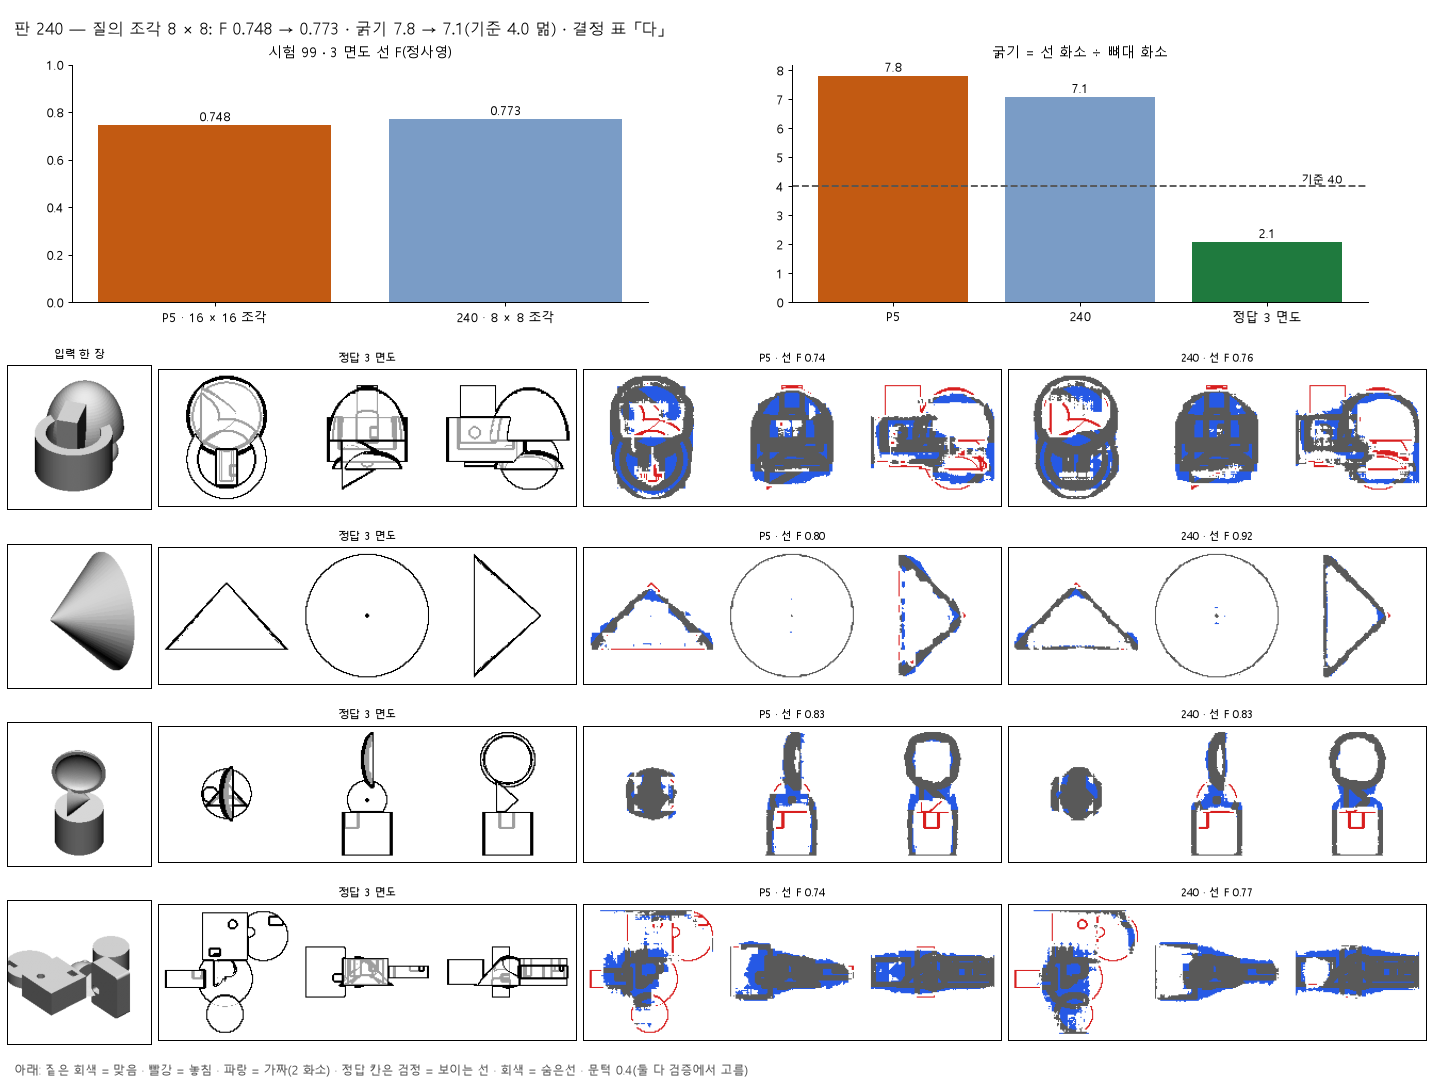 판 240 — 질의 조각 8 × 8: F 0.748 → 0.773 · 굵기 7.8 → 7.1(기준 4.0 멂) · 결정 표 「다」
시험 99 · 3 면도 선 F(정사영)
1.0
0.8
0.6
0.4
0.2
0.0
0.748
0.773
P5 · 16 × 16 조각
240 · 8 × 8 조각
굵기 = 선 화소 ÷ 뼈대 화소
8
7
6
5
4
3
2
1
0
7.8
7.1
기준 4.0
2.1
P5
240
정답 3 면도
입력 한 장
정답 3 면도
P5 · 선 F 0.74
240 · 선 F 0.76
정답 3 면도
P5 · 선 F 0.80
240 · 선 F 0.92
정답 3 면도
P5 · 선 F 0.83
240 · 선 F 0.83
정답 3 면도
P5 · 선 F 0.74
240 · 선 F 0.77
아래: 짙은 회색 = 맞음 · 빨강 = 놓침 · 파랑 = 가짜(2 화소) · 정답 칸은 검정 = 보이는 선 · 회색 = 숨은선 · 문턱 0.4(둘 다 검증에서 고름)